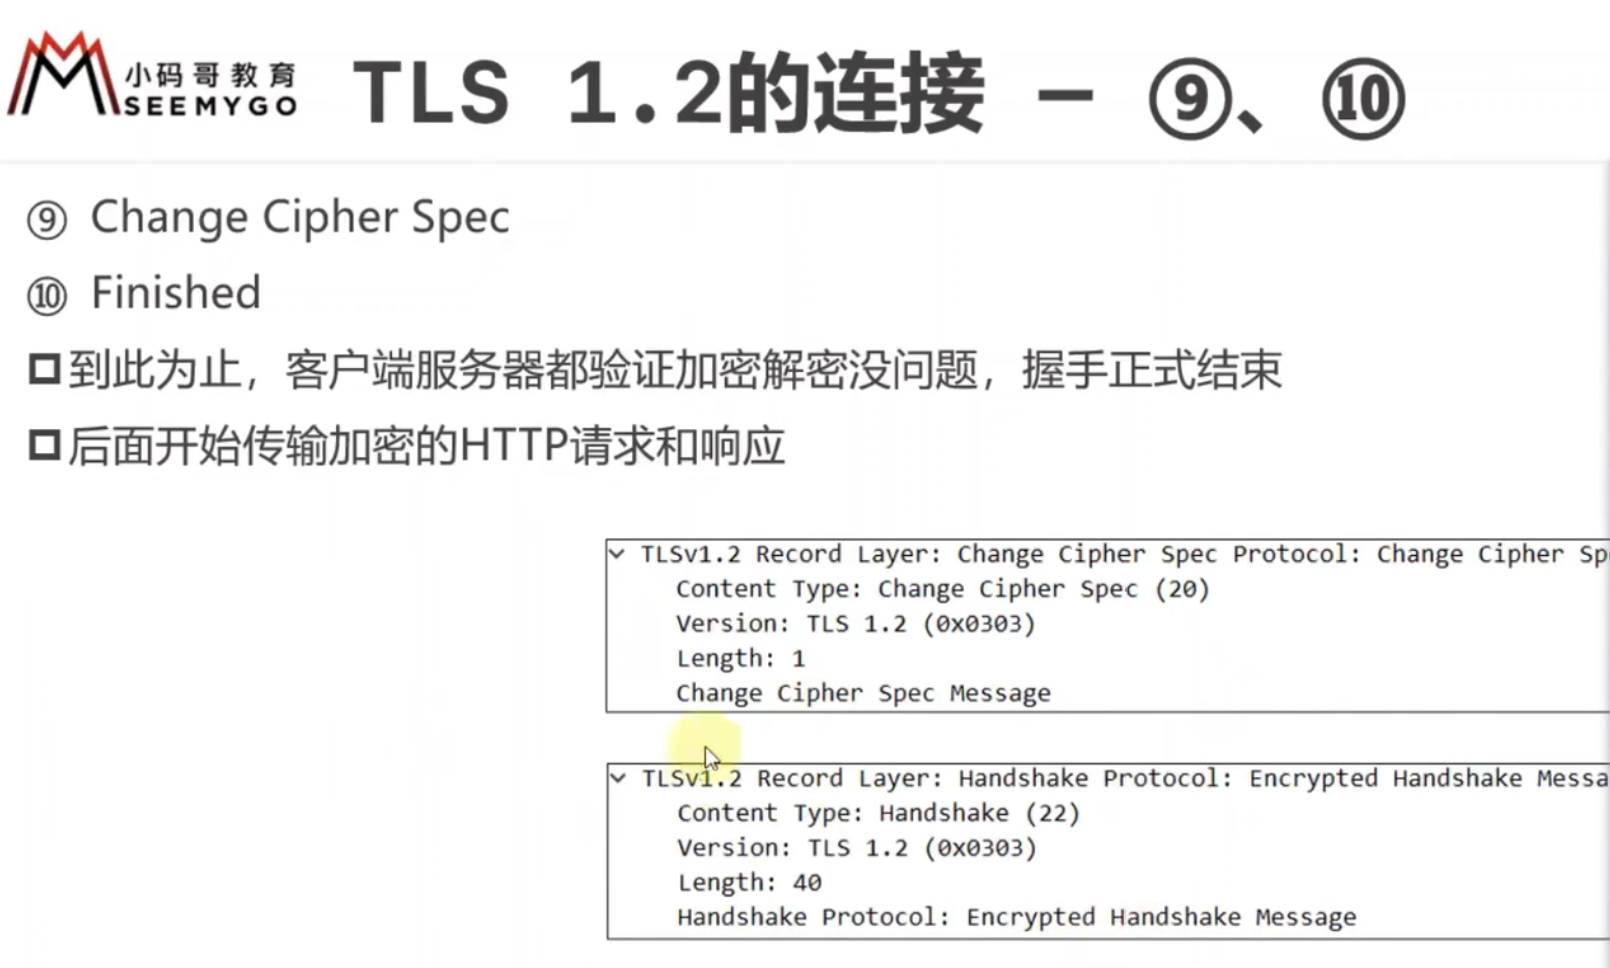 小码哥教育
SEEMYGO
TLS 1.2的连接 - ⑨、⑩
⑨ Change Cipher Spec
⑩ Finished
到此为止，客户端服务器都验证加密解密没问题，握手正式结束
后面开始传输加密的HTTP请求和响应
TLSv1.2 Record Layer: Change Cipher Spec Protocol: Change Cipher Sp
Content Type: Change Cipher Spec (20)
Version: TLS 1.2 (0x0303)
Length: 1
Change Cipher Spec Message
TLSv1.2 Record Layer: Handshake Protocol: Encrypted Handshake Messa
Content Type: Handshake (22)
Version: TLS 1.2 (0x0303)
Length: 40
Handshake Protocol: Encrypted Handshake Message